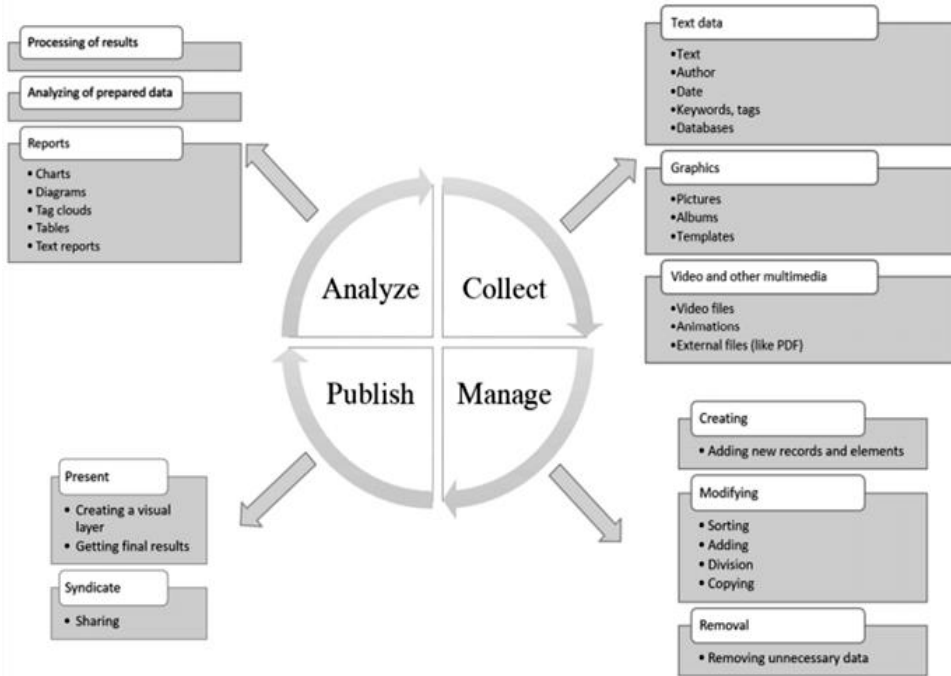 Processing of results
Analyzing of prepared data
Reports
• Charts
• Diagrams
• Tag clouds
• Tables
• Text reports
Text data
•Text
•Author
•Date
•Keywords, tags
•Databases
Graphics
•Pictures
•Albums
•Templates
Video and other multimedia
•Video files
•Animations
•External files (like PDF)
Analyze
Collect
Publish
Manage
Present
• Creating a visual
layer
• Getting final results
Syndicate
• Sharing
Creating
• Adding new records and elements
Modifying
• Sorting
• Adding
• Division
• Copying
Removal
• Removing unnecessary data